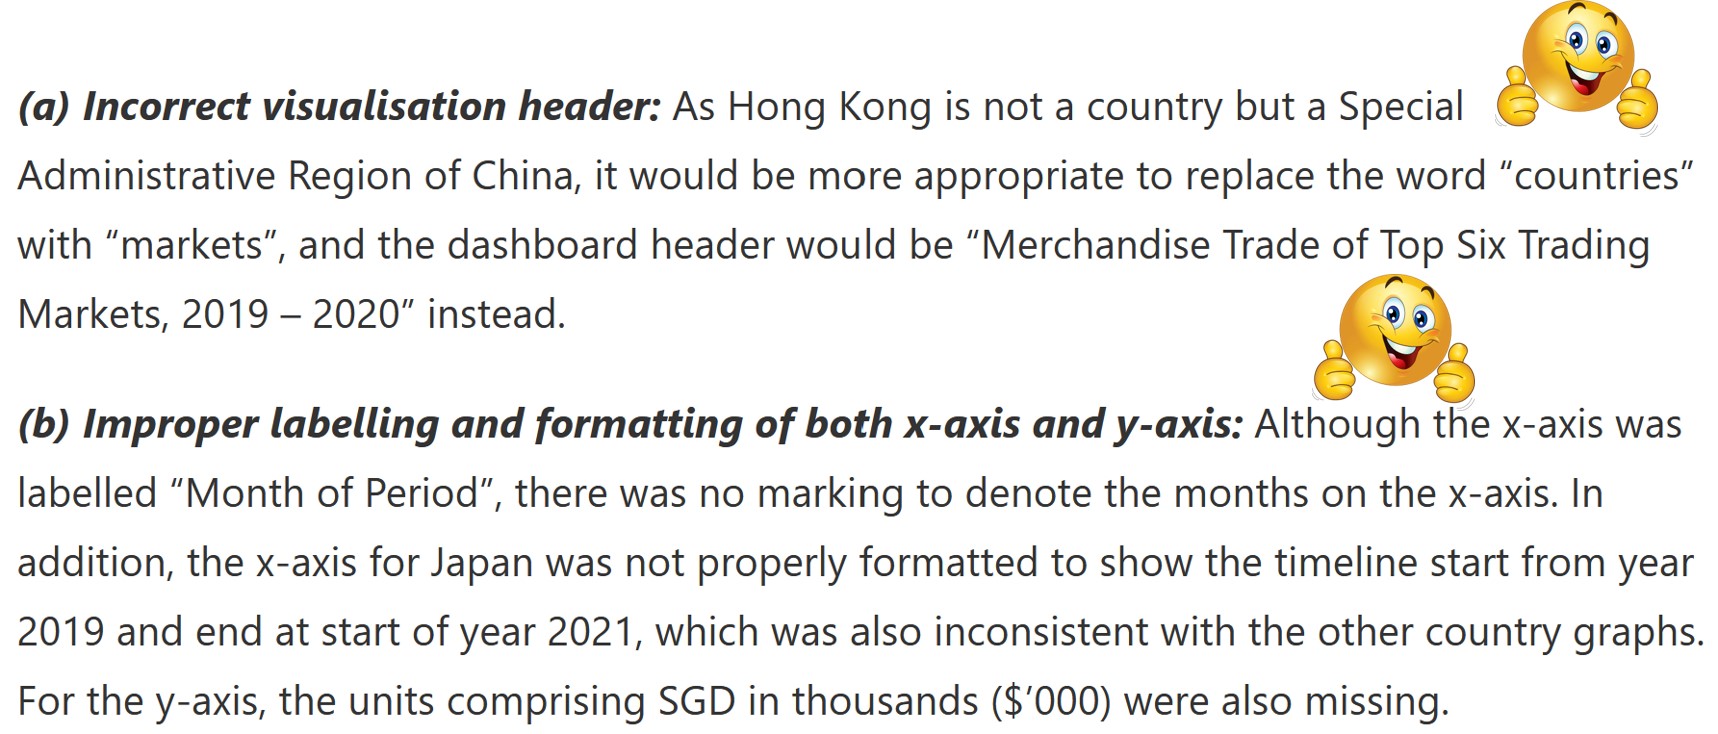 (a) Incorrect visualisation header: As Hong Kong is not a country but a Special
Administrative Region of China, it would be more appropriate to replace the word “countries”
with “markets”, and the dashboard header would be “Merchandise Trade of Top Six Trading
Markets, 2019 – 2020” instead.
(b) Improper labelling and formatting of both x-axis and y-axis: Although the x-axis was
labelled “Month of Period”, there was no marking to denote the months on the x-axis. In
addition, the x-axis for Japan was not properly formatted to show the timeline start from year
2019 and end at start of year 2021, which was also inconsistent with the other country graphs.
For the y-axis, the units comprising SGD in thousands ($’000) were also missing.